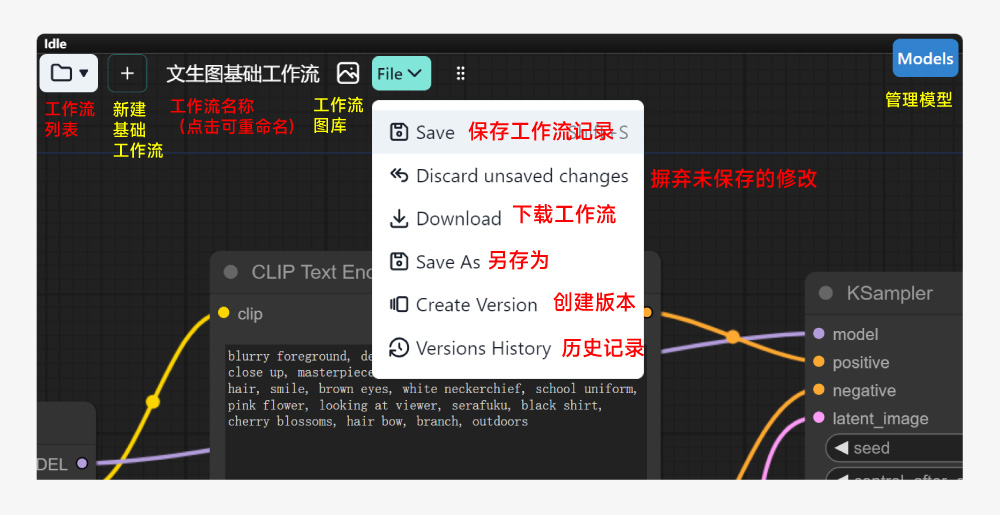 Idle
文生图基础工作流
File
Models
工作流
列表
新建
基础
工作流
工作流名称
（点击可重命名）
工作流
图库
管理模型
Save 保存工作流记录
Discard unsaved changes 摒弃未保存的修改
Download 下载工作流
Save As 另存为
Create Version 创建版本
Versions History 历史记录
CLIP Text Enc
clip
blurry foreground, de
close up, masterpiece
hair, smile, brown eyes, white neckerchief, school uniform,
pink flower, looking at viewer, serafuku, black shirt,
cherry blossoms, hair bow, branch, outdoors
DEL
KSampler
model
positive
negative
latent_image
seed